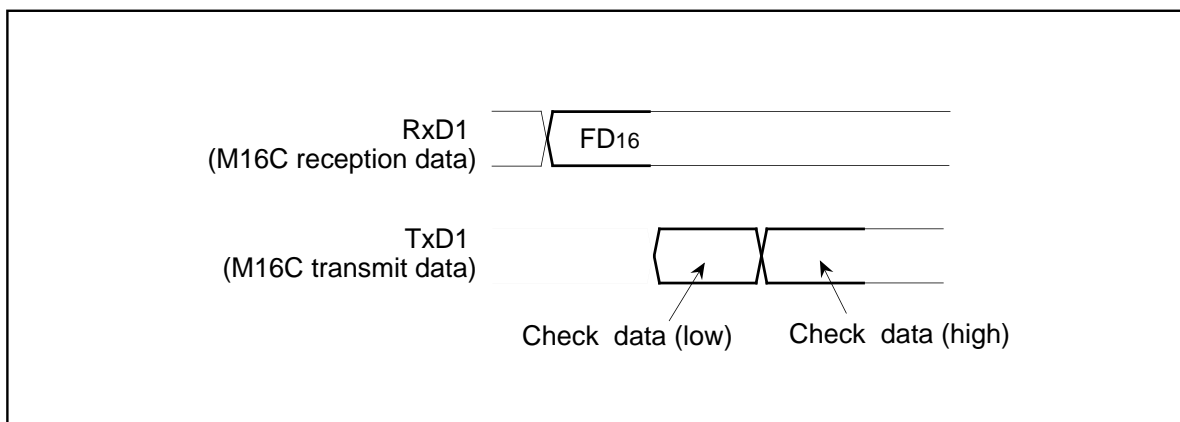 RxD1
(M16C reception data)
FD16
TxD1
(M16C transmit data)
Check data (low)
Check data (high)